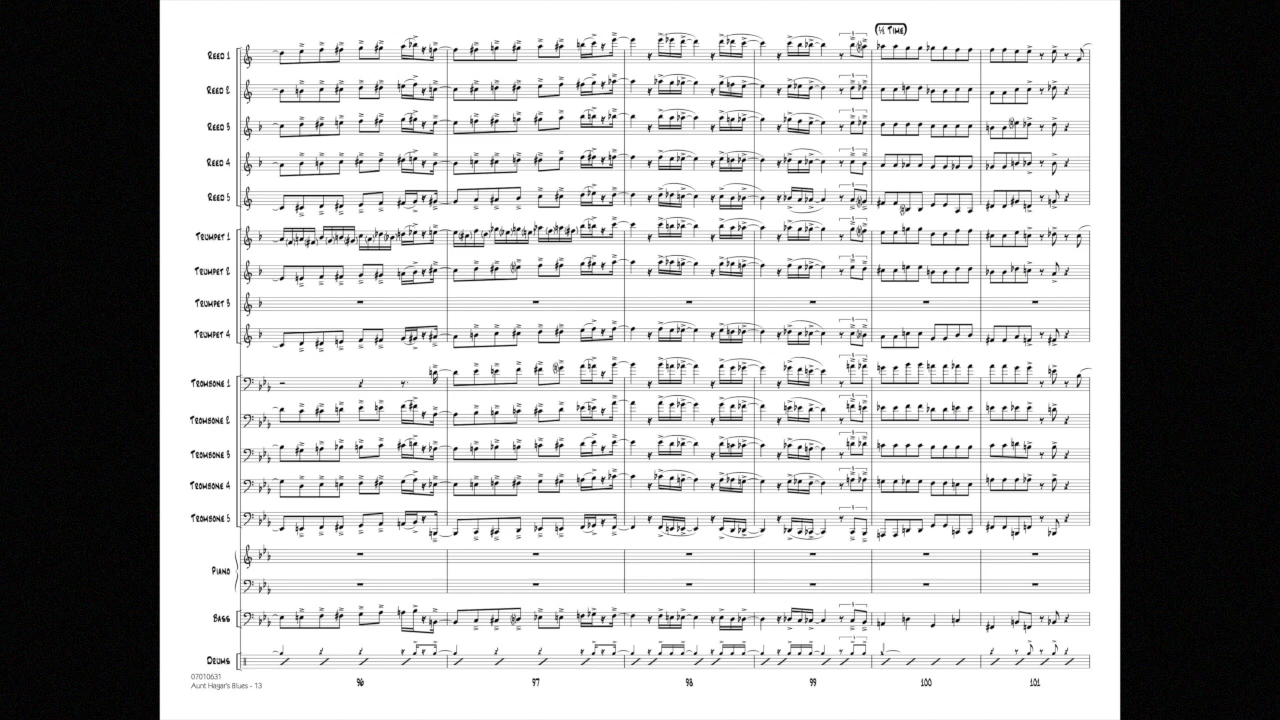 (½ TIME)
REED 1
REED 2
REED 3
REED 4
REED 5
TRUMPET 1
TRUMPET 2
TRUMPET 3
TRUMPET 4
TROMBONE 1
TROMBONE 2
TROMBONE 3
TROMBONE 4
TROMBONE 5
PIANO
BASS
DRUMS
07010631
Aunt Hagar's Blues - 13
96 97 98 99 100 101